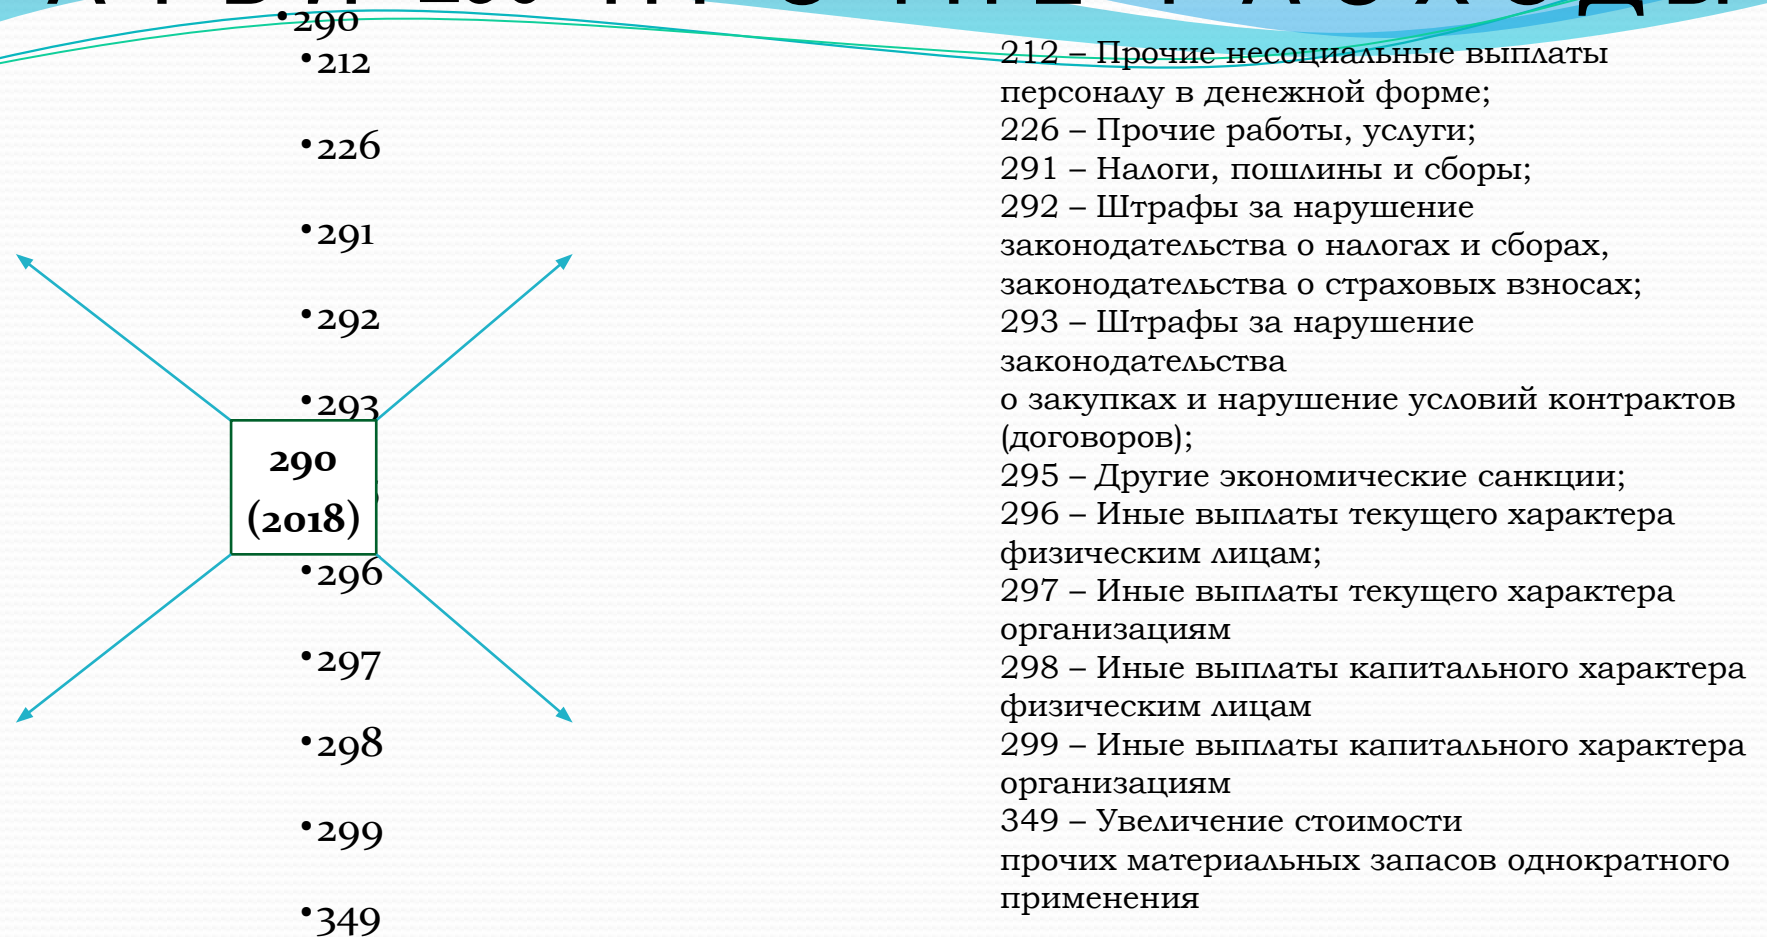 290
212
226
291
292
293
290
(2018)
296
297
298
299
349
212 – Прочие несоциальные выплаты
персоналу в денежной форме;
226 – Прочие работы, услуги;
291 – Налоги, пошлины и сборы;
292 – Штрафы за нарушение
законодательства о налогах и сборах,
законодательства о страховых взносах;
293 – Штрафы за нарушение
законодательства
о закупках и нарушение условий контрактов
(договоров);
295 – Другие экономические санкции;
296 – Иные выплаты текущего характера
физическим лицам;
297 – Иные выплаты текущего характера
организациям
298 – Иные выплаты капитального характера
физическим лицам
299 – Иные выплаты капитального характера
организациям
349 – Увеличение стоимости
прочих материальных запасов однократного
применения